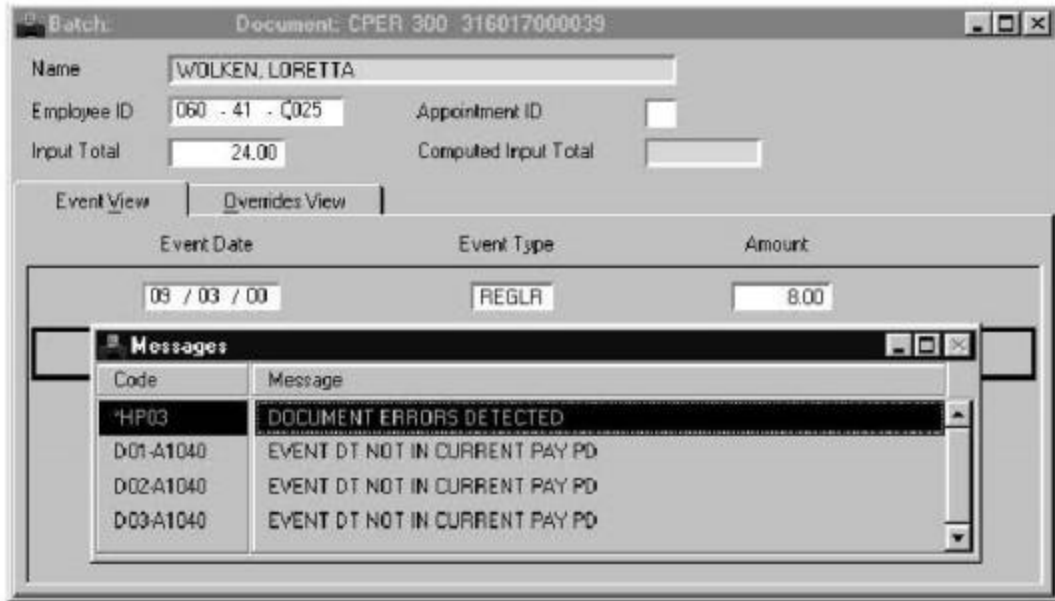 Batch: Document: CPER 300 316017000039
Name WOLKEN, LORETTA
Employee ID 060 - 41 - 0025 Appointment ID
Input Total 24.00 Computed Input Total
Event View Overrides View
Event Date Event Type Amount
09 / 03 / 00 REGLR 8.00
Messages
Code Message
*HP03 DOCUMENT ERRORS DETECTED
D01-A1040 EVENT DT NOT IN CURRENT PAY PD
D02-A1040 EVENT DT NOT IN CURRENT PAY PD
D03-A1040 EVENT DT NOT IN CURRENT PAY PD